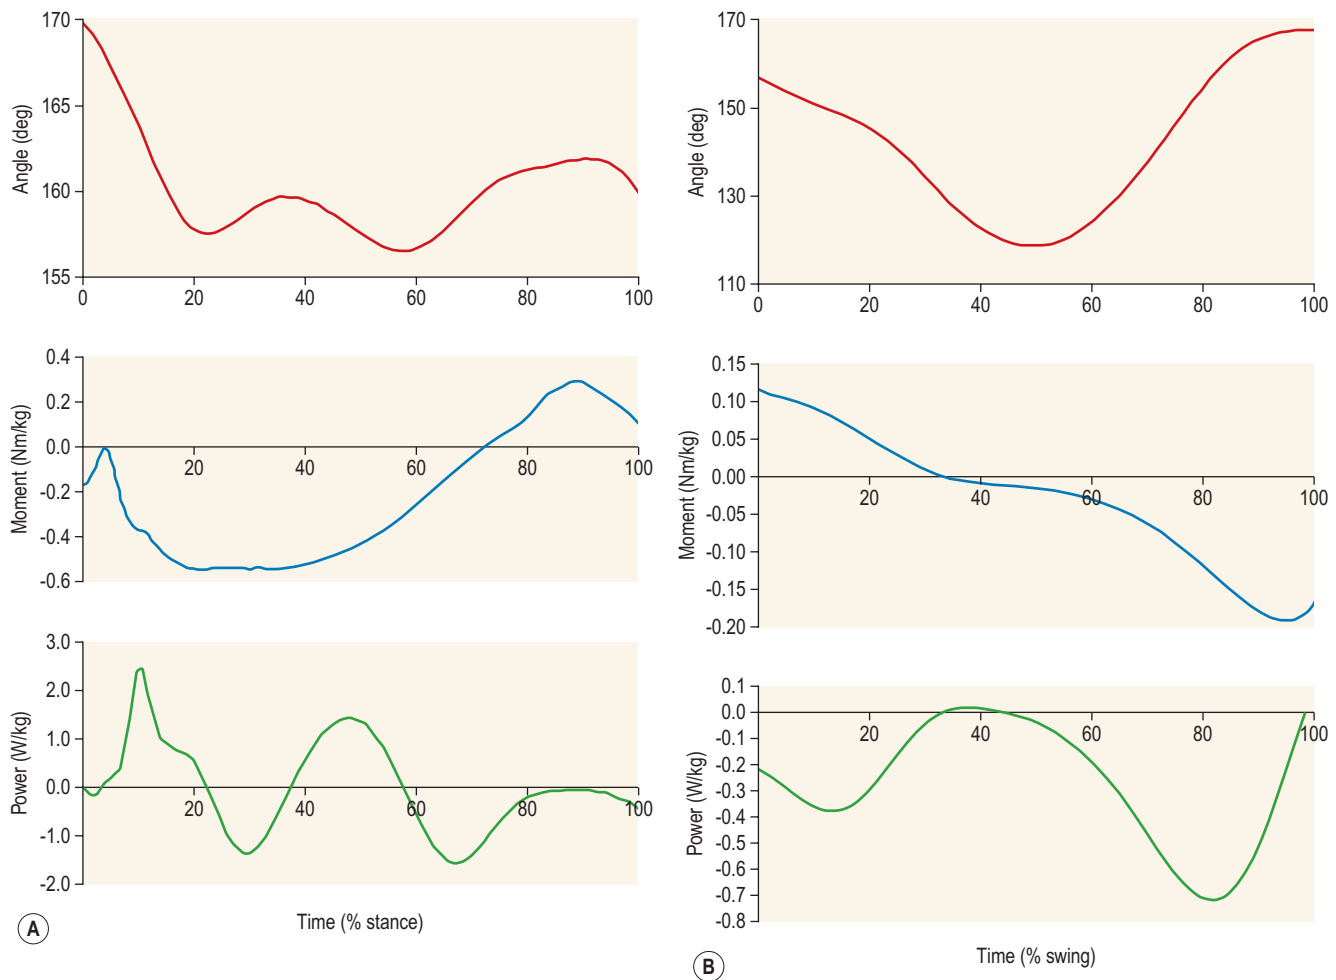 170
165
160
155
Angle (deg)
0 20 40 60 80 100
0.4
0.2
0.0
-0.2
-0.4
-0.6
Moment (Nm/kg)
20 40 60 80 100
3.0
2.0
1.0
0.0
-1.0
-2.0
Power (W/kg)
20 40 60 80 100
Time (% stance)
A
170
150
130
110
Angle (deg)
0 20 40 60 80 100
0.15
0.10
0.05
0.00
-0.05
-0.10
-0.15
-0.20
Moment (Nm/kg)
20 40 60 80 100
0.1
0.0
-0.1
-0.2
-0.3
-0.4
-0.5
-0.6
-0.7
-0.8
Power (W/kg)
20 40 60 80 100
Time (% swing)
B